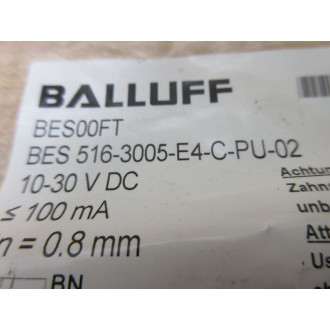 BALLUFF
BES00FT
BES 516-3005-E4-C-PU-02
10-30 V DC
≤ 100 mA
n = 0.8 mm
BN
Achtun
Zahn
unb
Att
Us